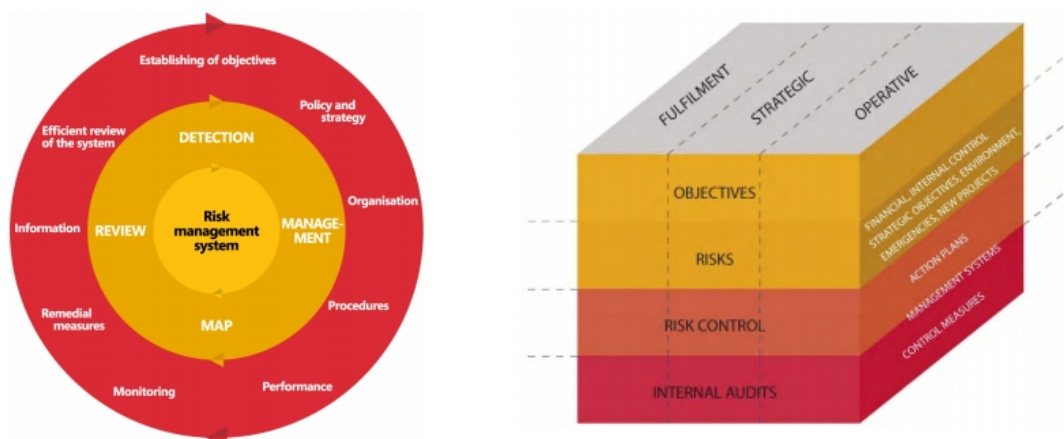 Establishing of objectives
Policy and
strategy
Organisation
Procedures
Performance
Monitoring
Remedial
measures
Information
Efficient review
of the system
DETECTION
MANAGE-
MENT
MAP
REVIEW
Risk
management
system
FULFILMENT
STRATEGIC
OPERATIVE
OBJECTIVES
RISKS
RISK CONTROL
INTERNAL AUDITS
FINANCIAL, INTERNAL CONTROL
STRATEGIC OBJECTIVES, ENVIRONMENT,
EMERGENCIES, NEW PROJECTS
ACTION PLANS
MANAGEMENT SYSTEMS
CONTROL MEASURES